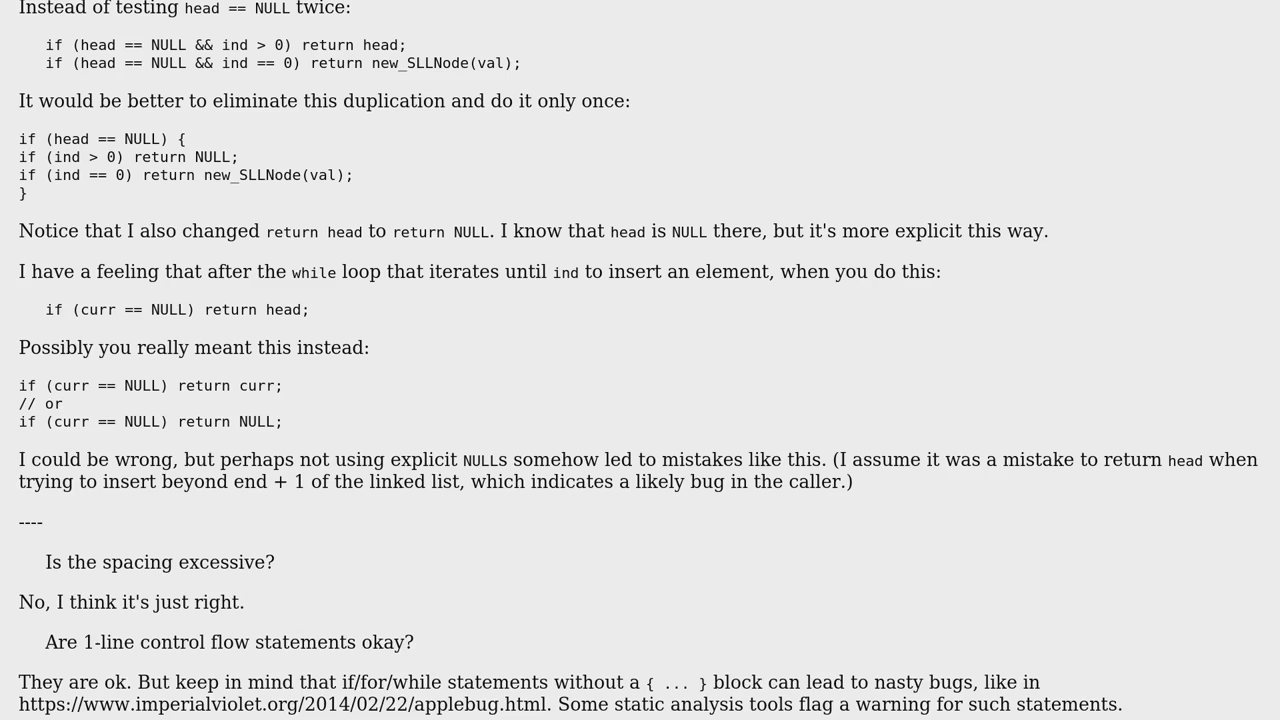 Instead of testing head == NULL twice:
if (head == NULL && ind > 0) return head;
if (head == NULL && ind == 0) return new_SLLNode(val);
It would be better to eliminate this duplication and do it only once:
if (head == NULL) {
if (ind > 0) return NULL;
if (ind == 0) return new_SLLNode(val);
}
Notice that I also changed return head to return NULL. I know that head is NULL there, but it's more explicit this way.
I have a feeling that after the while loop that iterates until ind to insert an element, when you do this:
if (curr == NULL) return head;
Possibly you really meant this instead:
if (curr == NULL) return curr;
// or
if (curr == NULL) return NULL;
I could be wrong, but perhaps not using explicit NULLs somehow led to mistakes like this. (I assume it was a mistake to return head when
trying to insert beyond end + 1 of the linked list, which indicates a likely bug in the caller.)
----
Is the spacing excessive?
No, I think it's just right.
Are 1-line control flow statements okay?
They are ok. But keep in mind that if/for/while statements without a { ... } block can lead to nasty bugs, like in
https://www.imperialviolet.org/2014/02/22/applebug.html. Some static analysis tools flag a warning for such statements.